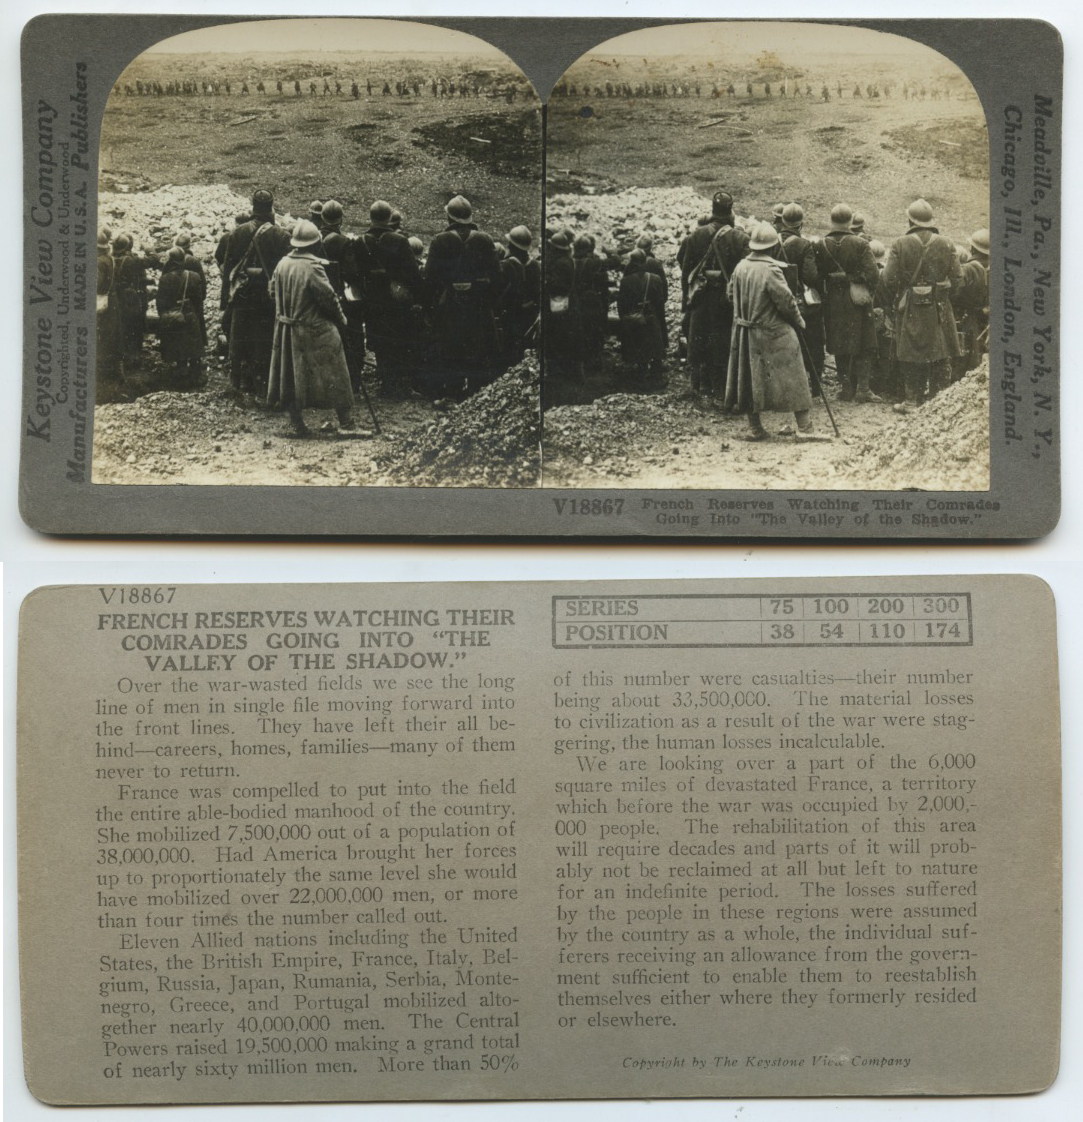 Keystone View Company
Copyrighted, Underwood & Underwood
Manufacturers MADE IN U.S.A. Publishers
Meadville, Pa., New York, N. Y.,
Chicago, Ill., London, England.
V18867 French Reserves Watching Their Comrades
Going Into "The Valley of the Shadow."
V18867
FRENCH RESERVES WATCHING THEIR
COMRADES GOING INTO “THE
VALLEY OF THE SHADOW.”
Over the war-wasted fields we see the long
line of men in single file moving forward into
the front lines. They have left their all be-
hind—careers, homes, families—many of them
never to return.
France was compelled to put into the field
the entire able-bodied manhood of the country.
She mobilized 7,500,000 out of a population of
38,000,000. Had America brought her forces
up to proportionately the same level she would
have mobilized over 22,000,000 men, or more
than four times the number called out.
Eleven Allied nations including the United
States, the British Empire, France, Italy, Bel-
gium, Russia, Japan, Rumania, Serbia, Monte-
negro, Greece, and Portugal mobilized alto-
gether nearly 40,000,000 men. The Central
Powers raised 19,500,000 making a grand total
of nearly sixty million men. More than 50%
SERIES 75 100 200 300
POSITION 38 54 110 174
of this number were casualties—their number
being about 33,500,000. The material losses
to civilization as a result of the war were stag-
gering, the human losses incalculable.
We are looking over a part of the 6,000
square miles of devastated France, a territory
which before the war was occupied by 2,000,-
000 people. The rehabilitation of this area
will require decades and parts of it will prob-
ably not be reclaimed at all but left to nature
for an indefinite period. The losses suffered
by the people in these regions were assumed
by the country as a whole, the individual suf-
ferers receiving an allowance from the govern-
ment sufficient to enable them to reestablish
themselves either where they formerly resided
or elsewhere.
Copyright by The Keystone View Company